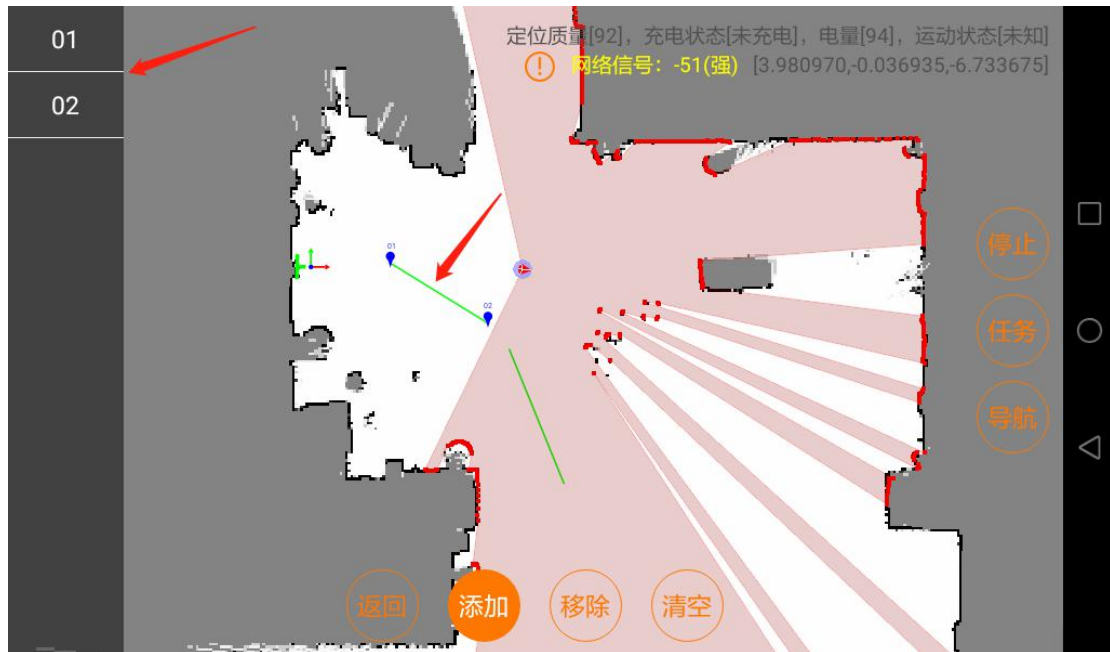 01
02
定位质量[92]，充电状态[未充电]，电量[94]，运动状态[未知]
网络信号：-51(强) [3.980970,-0.036935,-6.733675]
01
02
停止
任务
导航
返回 添加 移除 清空